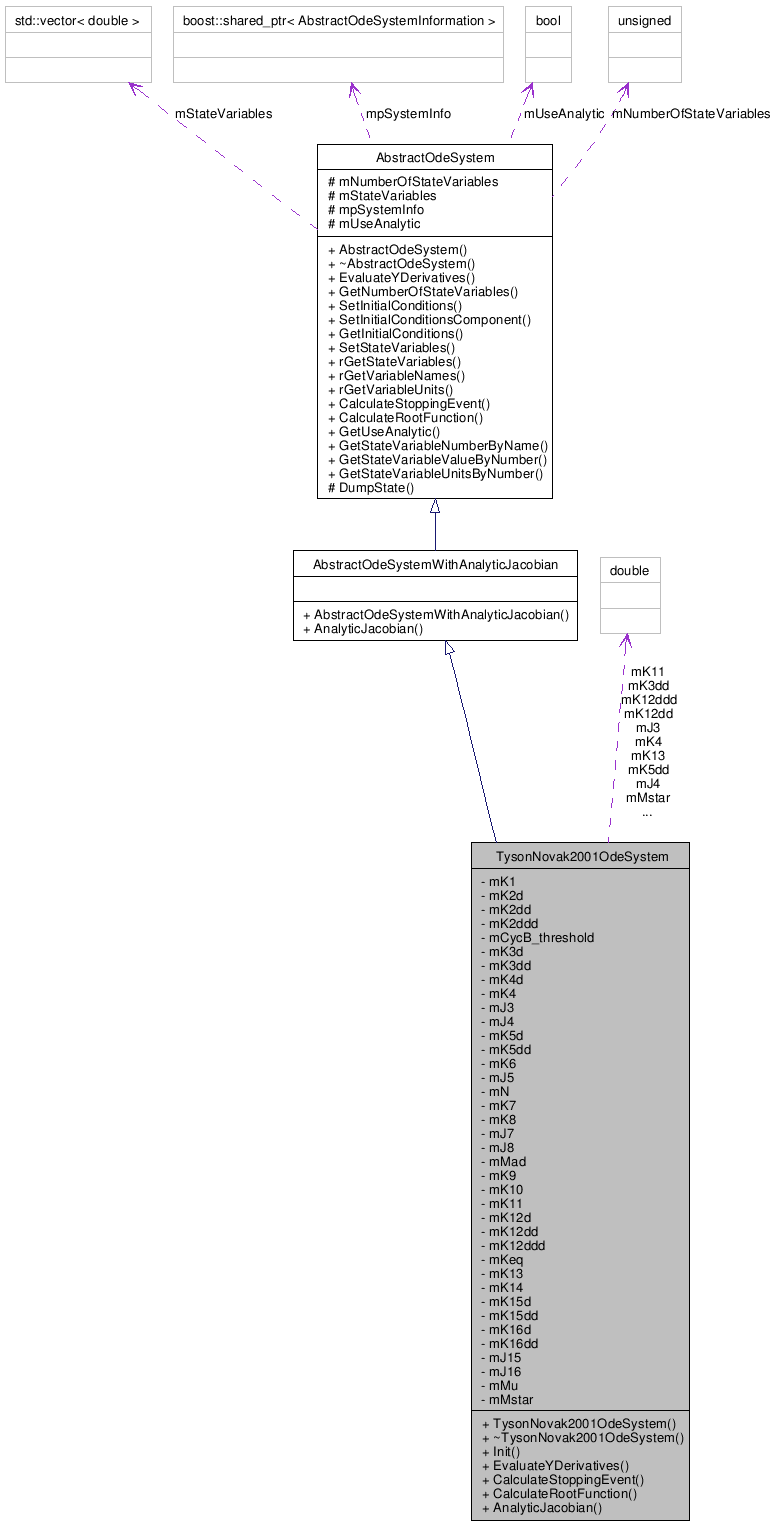 std::vector< double >
boost::shared_ptr< AbstractOdeSystemInformation >
bool
unsigned
mStateVariables
mpSystemInfo
mUseAnalytic
mNumberOfStateVariables
AbstractOdeSystem
# mNumberOfStateVariables
# mStateVariables
# mpSystemInfo
# mUseAnalytic
+ AbstractOdeSystem()
+ ~AbstractOdeSystem()
+ EvaluateYDerivatives()
+ GetNumberOfStateVariables()
+ SetInitialConditions()
+ SetInitialConditionsComponent()
+ GetInitialConditions()
+ SetStateVariables()
+ rGetStateVariables()
+ rGetVariableNames()
+ rGetVariableUnits()
+ CalculateStoppingEvent()
+ CalculateRootFunction()
+ GetUseAnalytic()
+ GetStateVariableNumberByName()
+ GetStateVariableValueByNumber()
+ GetStateVariableUnitsByNumber()
# DumpState()
AbstractOdeSystemWithAnalyticJacobian
+ AbstractOdeSystemWithAnalyticJacobian()
+ AnalyticJacobian()
double
mK11
mK3dd
mK12ddd
mK12dd
mJ3
mK4
mK13
mK5dd
mJ4
mMstar
...
TysonNovak2001OdeSystem
- mK1
- mK2d
- mK2dd
- mK2ddd
- mCycB_threshold
- mK3d
- mK3dd
- mK4d
- mK4
- mJ3
- mJ4
- mK5d
- mK5dd
- mK6
- mJ5
- mN
- mK7
- mK8
- mJ7
- mJ8
- mMad
- mK9
- mK10
- mK11
- mK12d
- mK12dd
- mK12ddd
- mKeq
- mK13
- mK14
- mK15d
- mK15dd
- mK16d
- mK16dd
- mJ15
- mJ16
- mMu
- mMstar
+ TysonNovak2001OdeSystem()
+ ~TysonNovak2001OdeSystem()
+ Init()
+ EvaluateYDerivatives()
+ CalculateStoppingEvent()
+ CalculateRootFunction()
+ AnalyticJacobian()